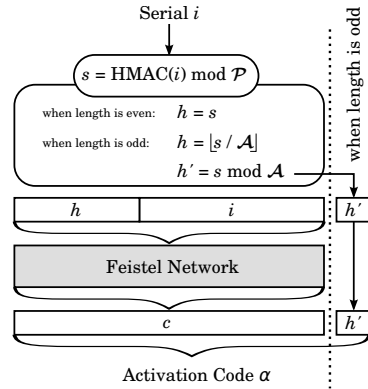 Serial i
s = HMAC(i) mod 𝒫
when length is even: h = s
when length is odd: h = ⌊s / 𝒜⌋
h′ = s mod 𝒜
when length is odd
h i h′
Feistel Network
c h′
Activation Code α